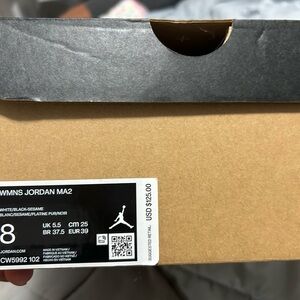 WMNS JORDAN MA2
WHITE/BLACK-SESAME
BLANC/SESAME/PLATINE PUR/NOIR
8
UK 5.5
CM 25
BR 37.5
EUR 39
JORDAN.COM
MADE IN VIETNAM
CW5992 102
USD $125.00
SUGGESTED RETAIL